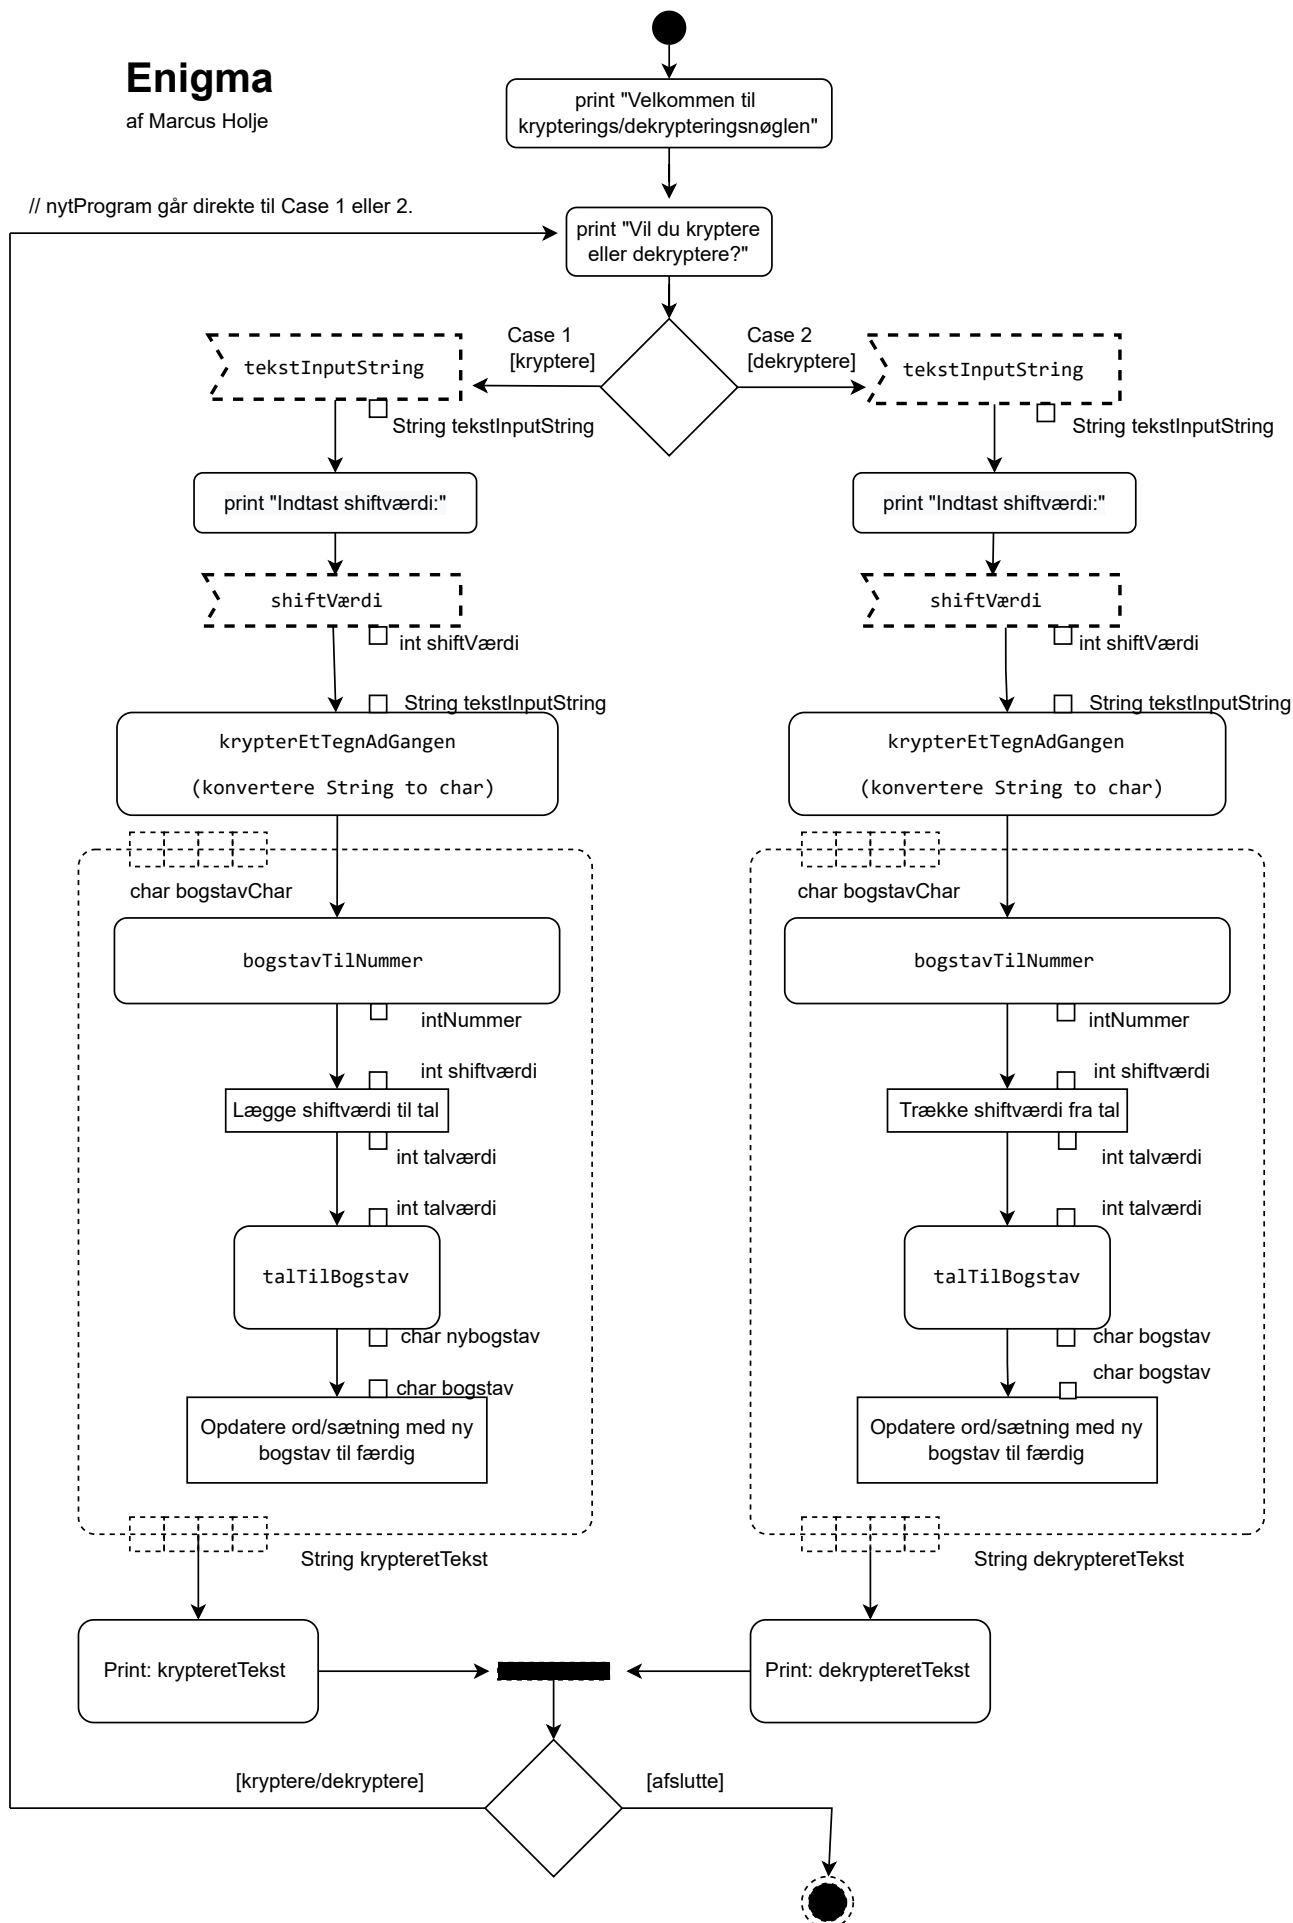 Enigma
af Marcus Holje
print "Velkommen til
krypterings/dekrypteringsnøglen"
// nytProgram går direkte til Case 1 eller 2.
print "Vil du kryptere
eller dekryptere?"
Case 1
[kryptere]
Case 2
[dekryptere]
tekstInputString
String tekstInputString
print "Indtast shiftværdi:"
shiftVærdi
int shiftVærdi
String tekstInputString
krypterEtTegnAdGangen
(konvertere String to char)
char bogstavChar
bogstavTilNummer
intNummer
int shiftværdi
Lægge shiftværdi til tal
int talværdi
int talværdi
talTilBogstav
char nybogstav
char bogstav
Opdatere ord/sætning med ny
bogstav til færdig
String krypteretTekst
Print: krypteretTekst
tekstInputString
String tekstInputString
print "Indtast shiftværdi:"
shiftVærdi
int shiftVærdi
String tekstInputString
krypterEtTegnAdGangen
(konvertere String to char)
char bogstavChar
bogstavTilNummer
intNummer
int shiftværdi
Trække shiftværdi fra tal
int talværdi
int talværdi
talTilBogstav
char bogstav
char bogstav
Opdatere ord/sætning med ny
bogstav til færdig
String dekrypteretTekst
Print: dekrypteretTekst
[kryptere/dekryptere]
[afslutte]